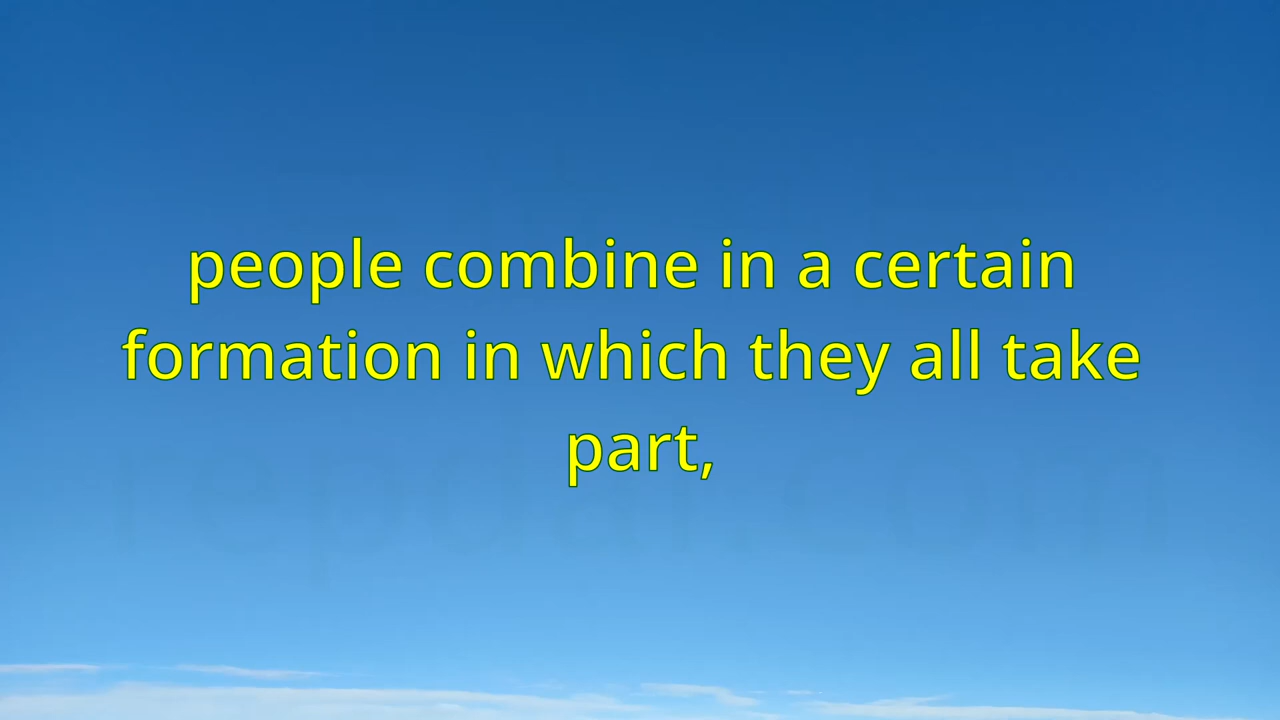 people combine in a certain
formation in which they all take
part,